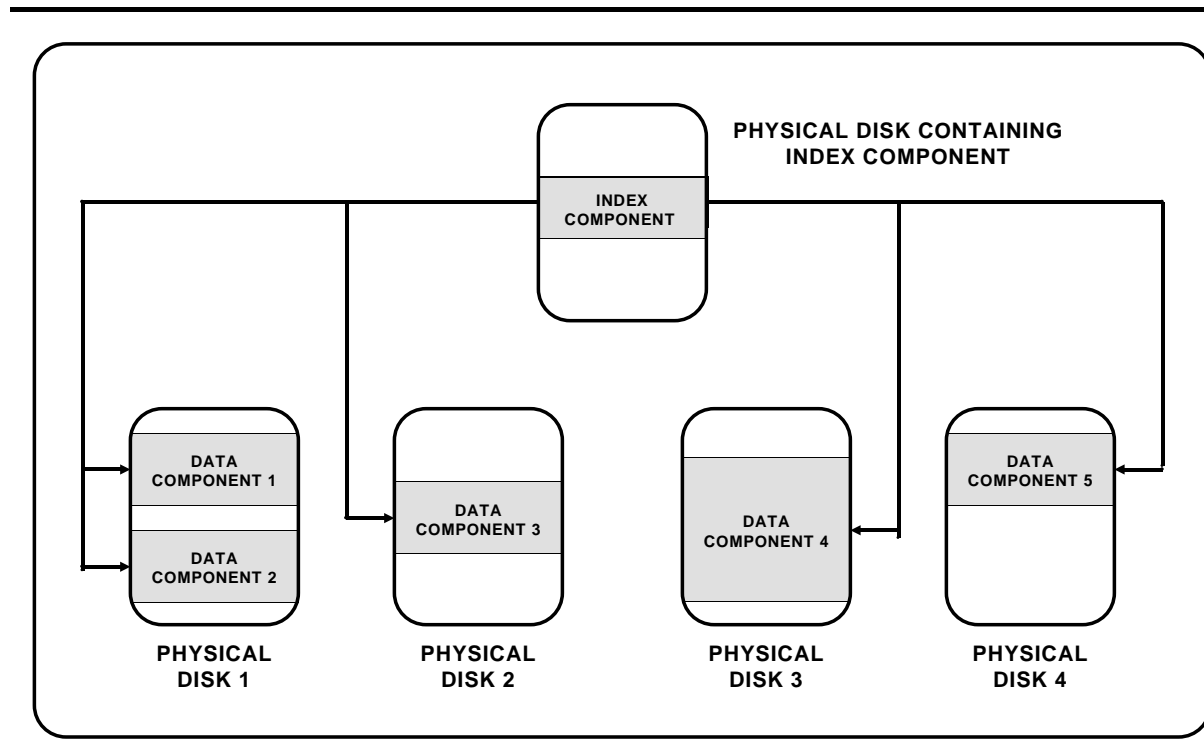 PHYSICAL DISK CONTAINING
INDEX COMPONENT
INDEX
COMPONENT
DATA
COMPONENT 1
DATA
COMPONENT 2
PHYSICAL
DISK 1
DATA
COMPONENT 3
PHYSICAL
DISK 2
DATA
COMPONENT 4
PHYSICAL
DISK 3
DATA
COMPONENT 5
PHYSICAL
DISK 4